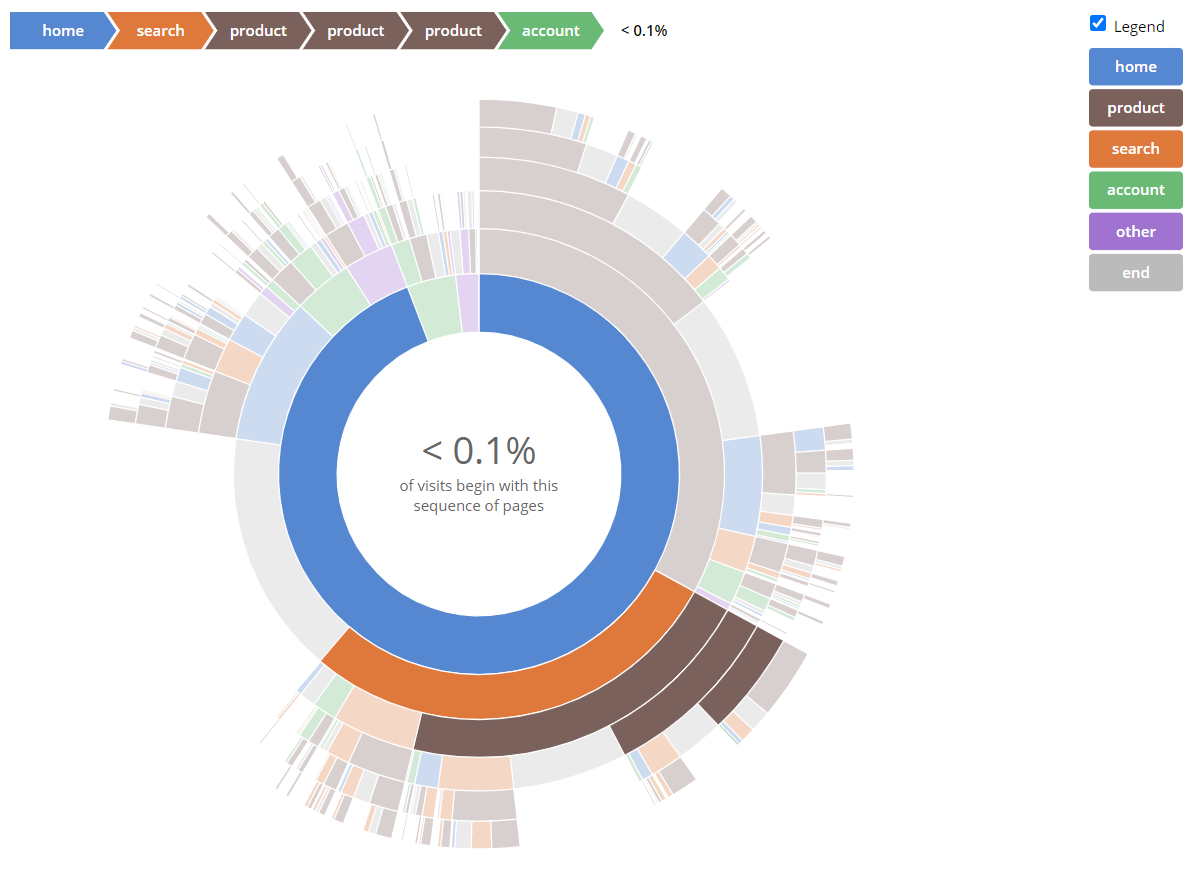 home search product product product account < 0.1%
Legend
home
product
search
account
other
end
< 0.1%
of visits begin with this
sequence of pages